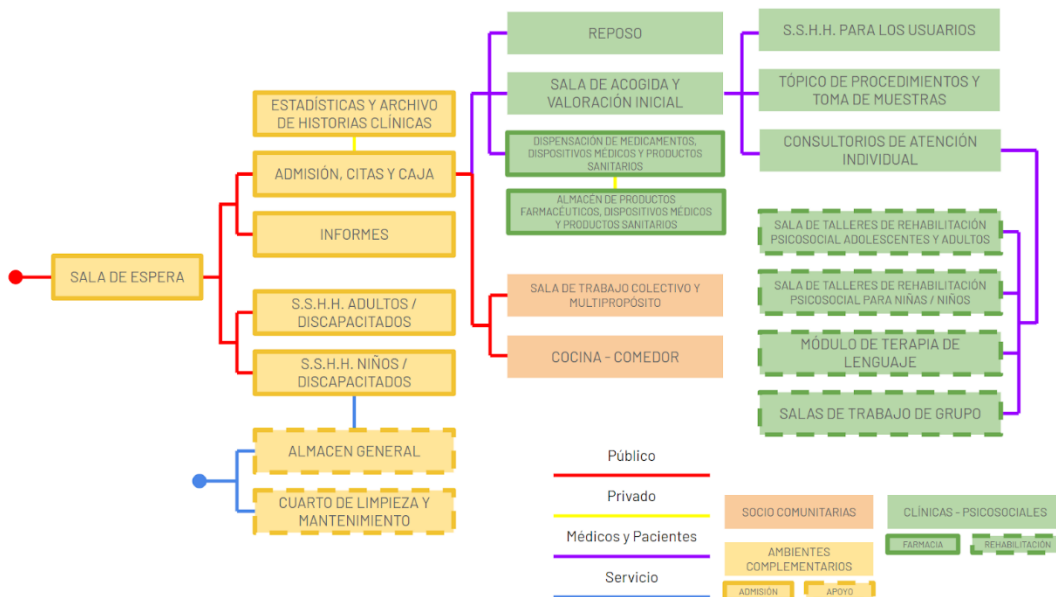 REPOSO
SALA DE ACOGIDA Y
VALORACIÓN INICIAL
S.S.H.H. PARA LOS USUARIOS
TÓPICO DE PROCEDIMIENTOS Y
TOMA DE MUESTRAS
CONSULTORIOS DE ATENCIÓN
INDIVIDUAL
ESTADÍSTICAS Y ARCHIVO
DE HISTORIAS CLÍNICAS
ADMISIÓN, CITAS Y CAJA
INFORMES
SALA DE ESPERA
S.S.H.H. ADULTOS /
DISCAPACITADOS
S.S.H.H. NIÑOS /
DISCAPACITADOS
ALMACEN GENERAL
CUARTO DE LIMPIEZA Y
MANTENIMIENTO
DISPENSACIÓN DE MEDICAMENTOS,
DISPOSITIVOS MÉDICOS Y PRODUCTOS
SANITARIOS
ALMACÉN DE PRODUCTOS
FARMACÉUTICOS, DISPOSITIVOS MÉDICOS
Y PRODUCTOS SANITARIOS
SALA DE TRABAJO COLECTIVO Y
MULTIPROPÓSITO
COCINA - COMEDOR
SALA DE TALLERES DE REHABILITACIÓN
PSICOSOCIAL ADOLESCENTES Y ADULTOS
SALA DE TALLERES DE REHABILITACIÓN
PSICOSOCIAL PARA NIÑAS / NIÑOS
MÓDULO DE TERAPIA DE
LENGUAJE
SALAS DE TRABAJO DE GRUPO
Público
Privado
Médicos y Pacientes
Servicio
SOCIO COMUNITARIAS
CLÍNICAS - PSICOSOCIALES
FARMACIA
REHABILITACIÓN
AMBIENTES
COMPLEMENTARIOS
ADMISIÓN
APOYO